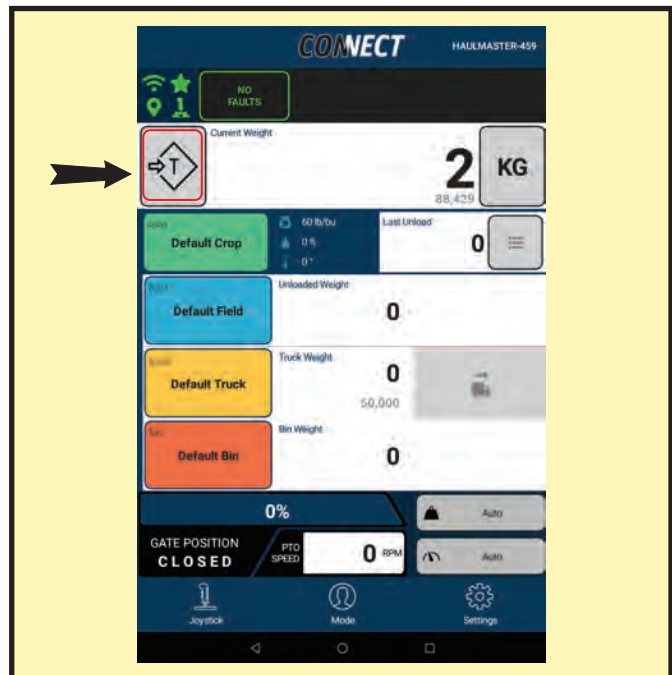 CONNECT
HAULMASTER-459
NO
FAULTS
T
Current Weight
2
KG
88,429
Default Crop
60 lb/bu
0 %
0 °
Last Unload
0
Default Field
Unloaded Weight
0
Default Truck
Truck Weight
0
50,000
Default Bin
Bin Weight
0
0%
Auto
GATE POSITION
CLOSED
PTO
SPEED
0 RPM
Auto
Joystick
Mode
Settings